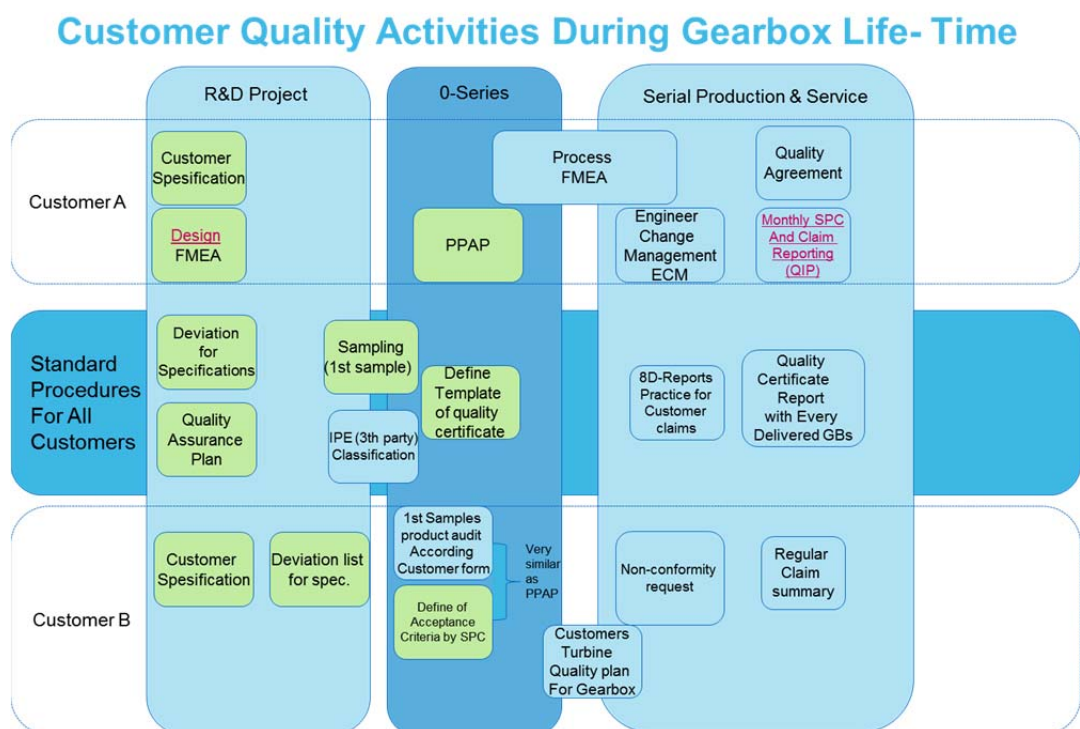 Customer Quality Activities During Gearbox Life- Time
R&D Project
0-Series
Serial Production & Service
Customer A
Customer
Spesification
Design
FMEA
PPAP
Process
FMEA
Engineer
Change
Management
ECM
Quality
Agreement
Monthly SPC
And Claim
Reporting
(QIP)
Standard
Procedures
For All
Customers
Deviation
for
Specifications
Quality
Assurance
Plan
Sampling
(1st sample)
IPE (3th party)
Classification
Define
Template
of quality
certificate
8D-Reports
Practice for
Customer
claims
Quality
Certificate
Report
with Every
Delivered GBs
Customer B
Customer
Spesification
Deviation list
for spec.
1st Samples
product audit
According
Customer form
Define of
Acceptance
Criteria by SPC
Very
similar
as
PPAP
Customers
Turbine
Quality plan
For Gearbox
Non-conformity
request
Regular
Claim
summary